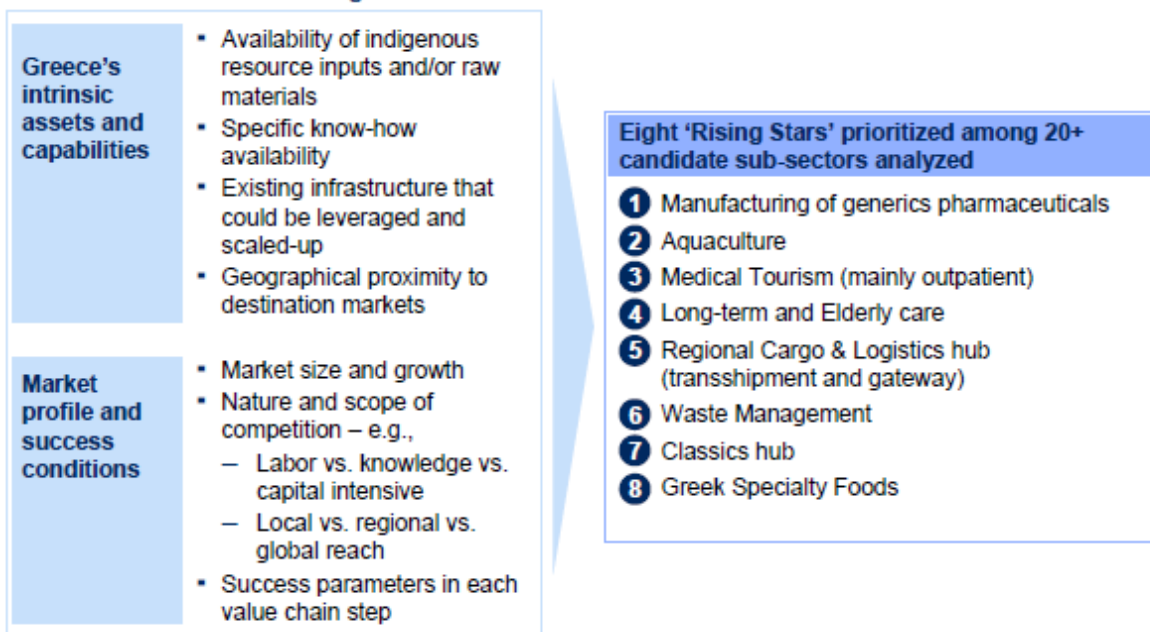 Greece's
intrinsic
assets and
capabilities
▪ Availability of indigenous
resource inputs and/or raw
materials
▪ Specific know-how
availability
▪ Existing infrastructure that
could be leveraged and
scaled-up
▪ Geographical proximity to
destination markets
Market
profile and
success
conditions
▪ Market size and growth
▪ Nature and scope of
competition – e.g.,
– Labor vs. knowledge vs.
capital intensive
– Local vs. regional vs.
global reach
▪ Success parameters in each
value chain step
Eight 'Rising Stars' prioritized among 20+
candidate sub-sectors analyzed
1 Manufacturing of generics pharmaceuticals
2 Aquaculture
3 Medical Tourism (mainly outpatient)
4 Long-term and Elderly care
5 Regional Cargo & Logistics hub
(transshipment and gateway)
6 Waste Management
7 Classics hub
8 Greek Specialty Foods